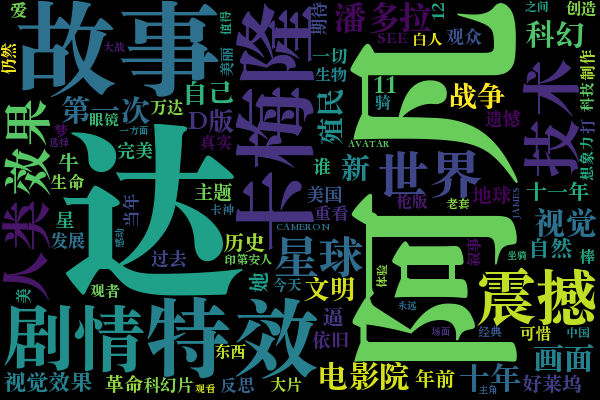 爱
故事
卡梅隆
期待
潘多拉
12
之间
创造
仍然
大战
美丽
值得
一切
SEE
白人
观众
科幻
生物
凡
效果
第一次
万达
自己
11
战争
技术
科技
制作
梦
眼镜
D版
殖民
骑
遗憾
打
选择
一方面
真实
AVATAR
想象力
达
牛
完美
谁
新
世界
生命
人类
主题
美国
地球
十一年
JAMES
枪版
老套
当年
卡神
重看
阿
视觉
星
发展
感动
CAMERON
历史
过去
印第安人
星球
叙事
坐骑
自然
棒
美
观者
她
今天
文明
体验
震撼
剧情
特效
逼
永远
依旧
场面
经典
可惜
中国
东西
画面
视觉效果
革命
科幻片
观看
反思
大片
电影院
年前
十年
主角
好莱坞